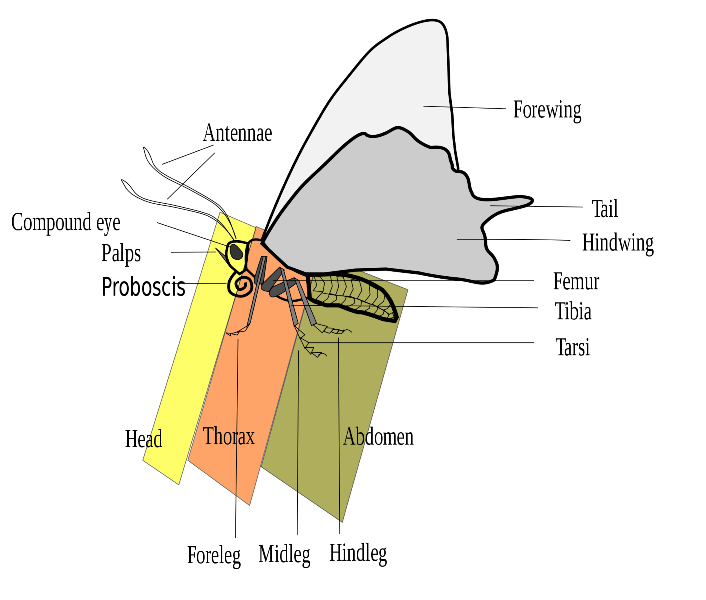 Forewing
Antennae
Tail
Compound eye
Hindwing
Palps
Femur
Proboscis
Tibia
Tarsi
Head
Thorax
Abdomen
Foreleg
Midleg
Hindleg